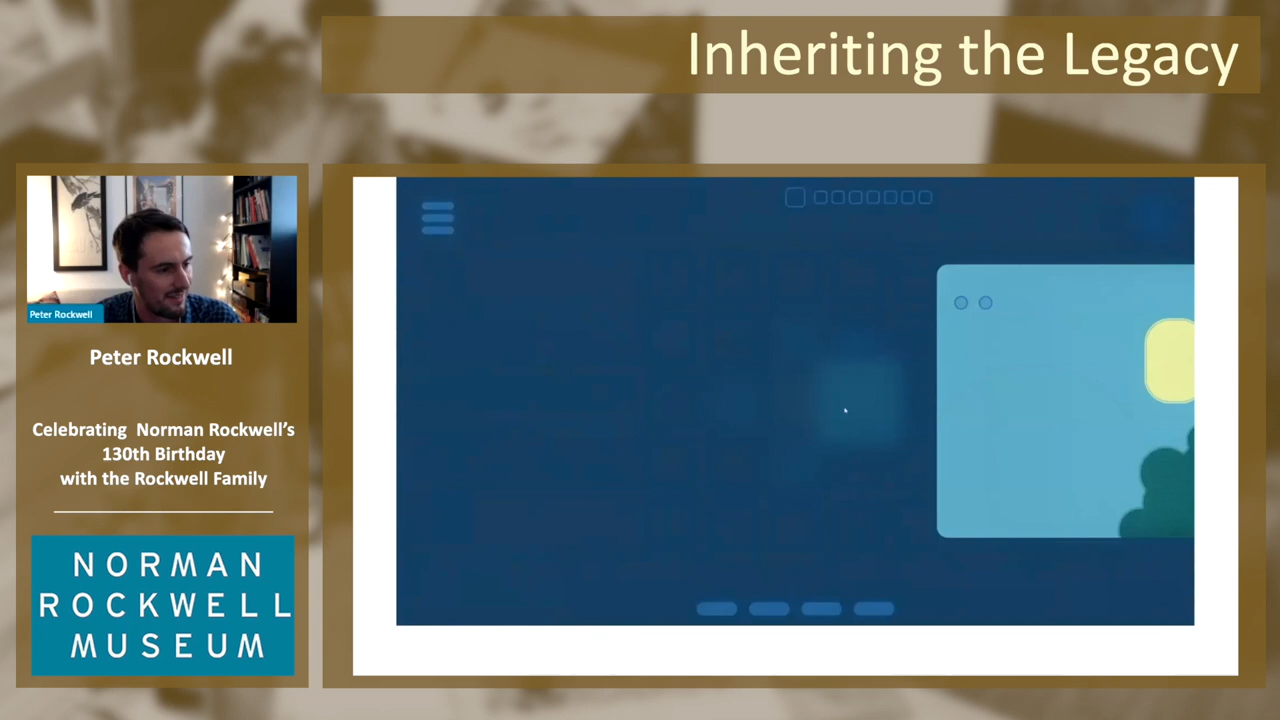 Inheriting the Legacy
Peter Rockwell
Peter Rockwell
Celebrating Norman Rockwell’s
130th Birthday
with the Rockwell Family
NORMAN
ROCKWELL
MUSEUM